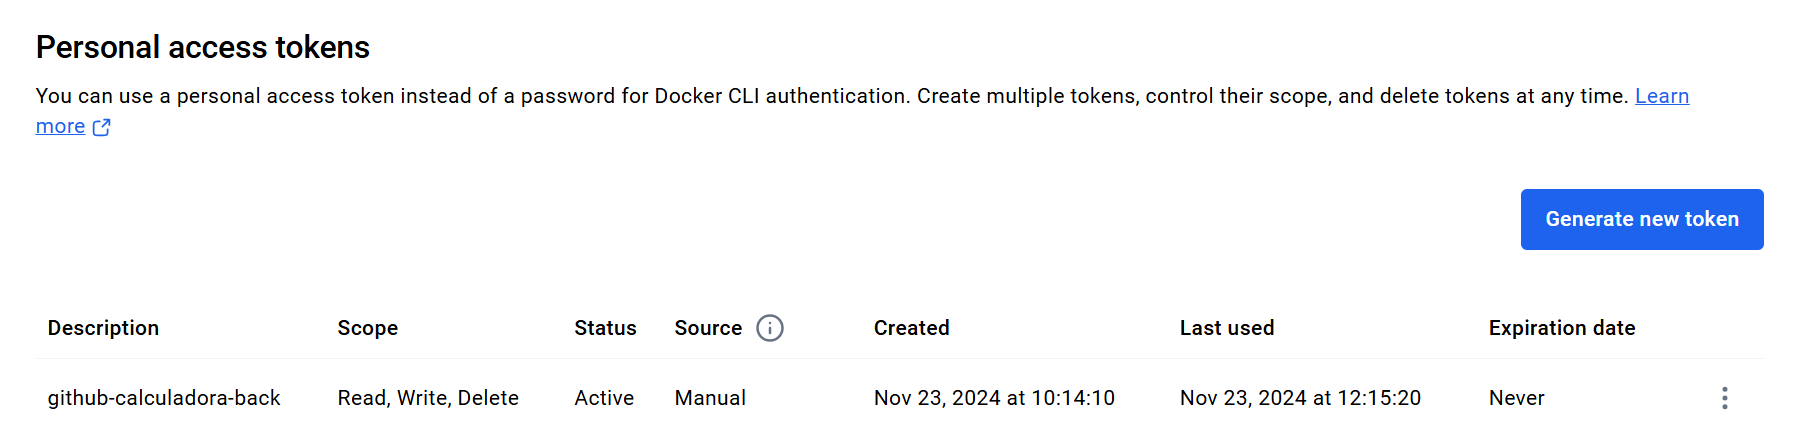 Personal access tokens
You can use a personal access token instead of a password for Docker CLI authentication. Create multiple tokens, control their scope, and delete tokens at any time. Learn
more
Generate new token
Description Scope Status Source Created Last used Expiration date
github-calculadora-back Read, Write, Delete Active Manual Nov 23, 2024 at 10:14:10 Nov 23, 2024 at 12:15:20 Never